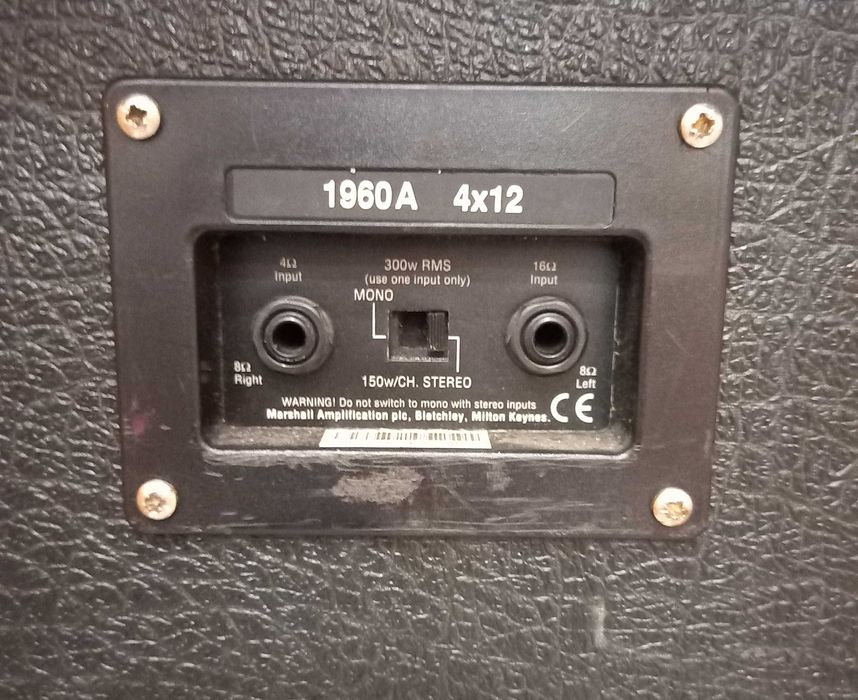 1960A 4x12
4Ω
Input
300w RMS
(use one input only)
16Ω
Input
MONO
8Ω
Right
150w/CH. STEREO
8Ω
Left
WARNING! Do not switch to mono with stereo inputs
Marshall Amplification plc, Bletchley, Milton Keynes.
CE